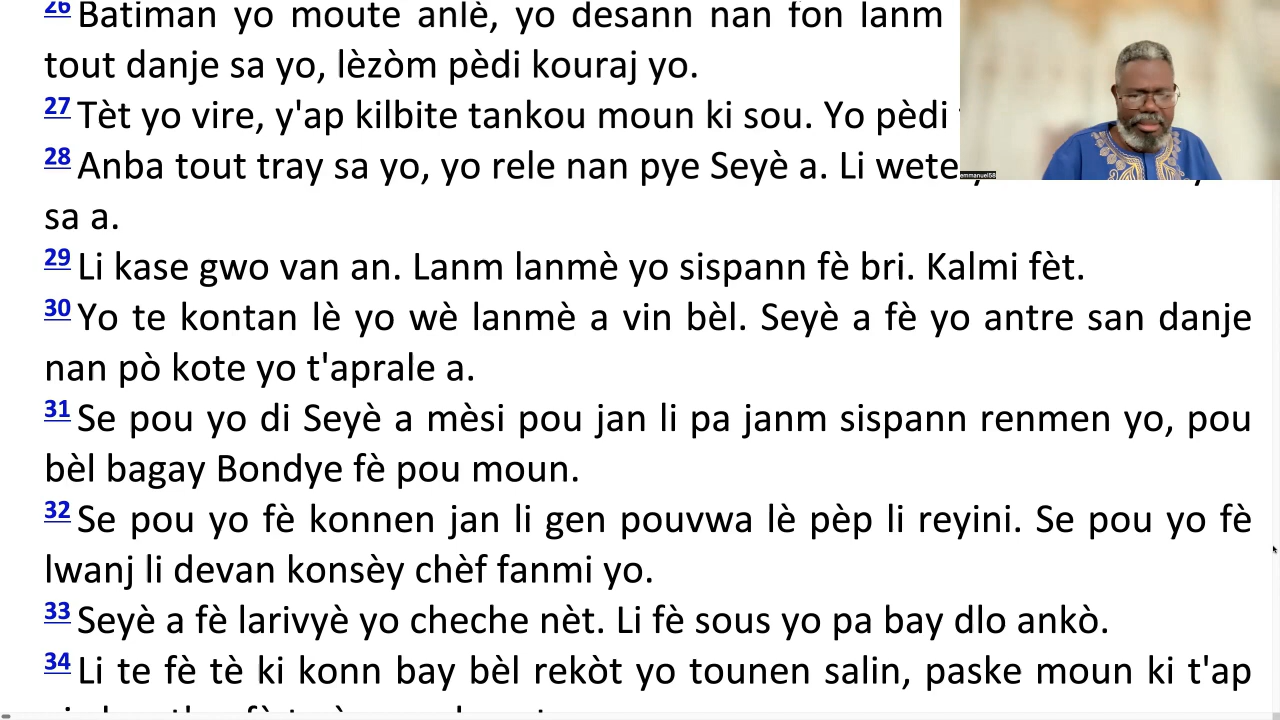 26 Batiman yo moute anlè, yo desann nan fon lanm
tout danje sa yo, lèzòm pèdi kouraj yo.
27 Tèt yo vire, y'ap kilbite tankou moun ki sou. Yo pèdi
28 Anba tout tray sa yo, yo rele nan pye Seyè a. Li wete
sa a.
29 Li kase gwo van an. Lanm lanmè yo sispann fè bri. Kalmi fèt.
30 Yo te kontan lè yo wè lanmè a vin bèl. Seyè a fè yo antre san danje
nan pò kote yo t'aprale a.
31 Se pou yo di Seyè a mèsi pou jan li pa janm sispann renmen yo, pou
bèl bagay Bondye fè pou moun.
32 Se pou yo fè konnen jan li gen pouvwa lè pèp li reyini. Se pou yo fè
lwanj li devan konsèy chèf fanmi yo.
33 Seyè a fè larivyè yo cheche nèt. Li fè sous yo pa bay dlo ankò.
34 Li te fè tè ki konn bay bèl rekòt yo tounen salin, paske moun ki t'ap
emmanuel58